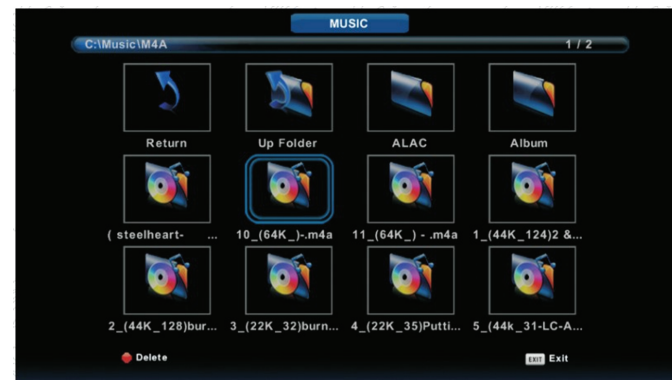 MUSIC
C:\Music\M4A 1 / 2
Return Up Folder ALAC Album
( steelheart- ... 10_(64K_)-.m4a 11_(64K_) - .m4a 1_(44K_124)2 &...
2_(44K_128)bur... 3_(22K_32)burn... 4_(22K_35)Putti... 5_(44k_31-LC-A...
Delete EXIT Exit